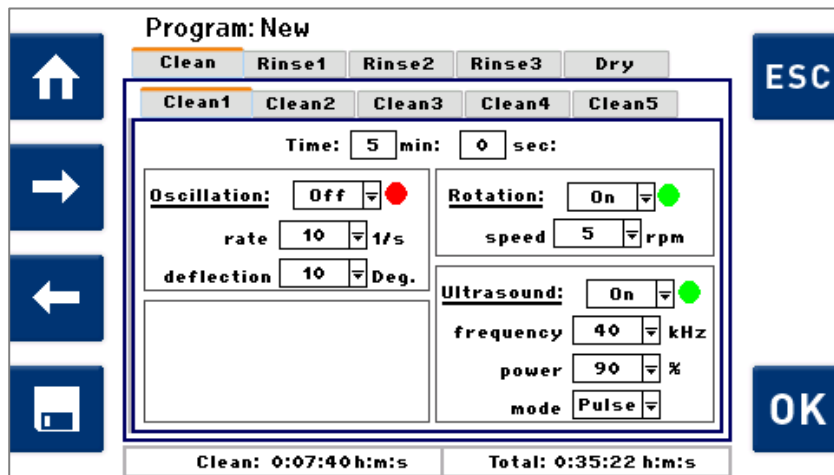 Program: New
Clean Rinse1 Rinse2 Rinse3 Dry
ESC
Clean1 Clean2 Clean3 Clean4 Clean5
Time: 5 min: 0 sec:
Oscillation: Off
rate 10 1/s
deflection 10 Deg.
Rotation: On
speed 5 rpm
Ultrasound: On
frequency 40 kHz
power 90 %
mode Pulse
OK
Clean: 0:07:40 h:m:s Total: 0:35:22 h:m:s